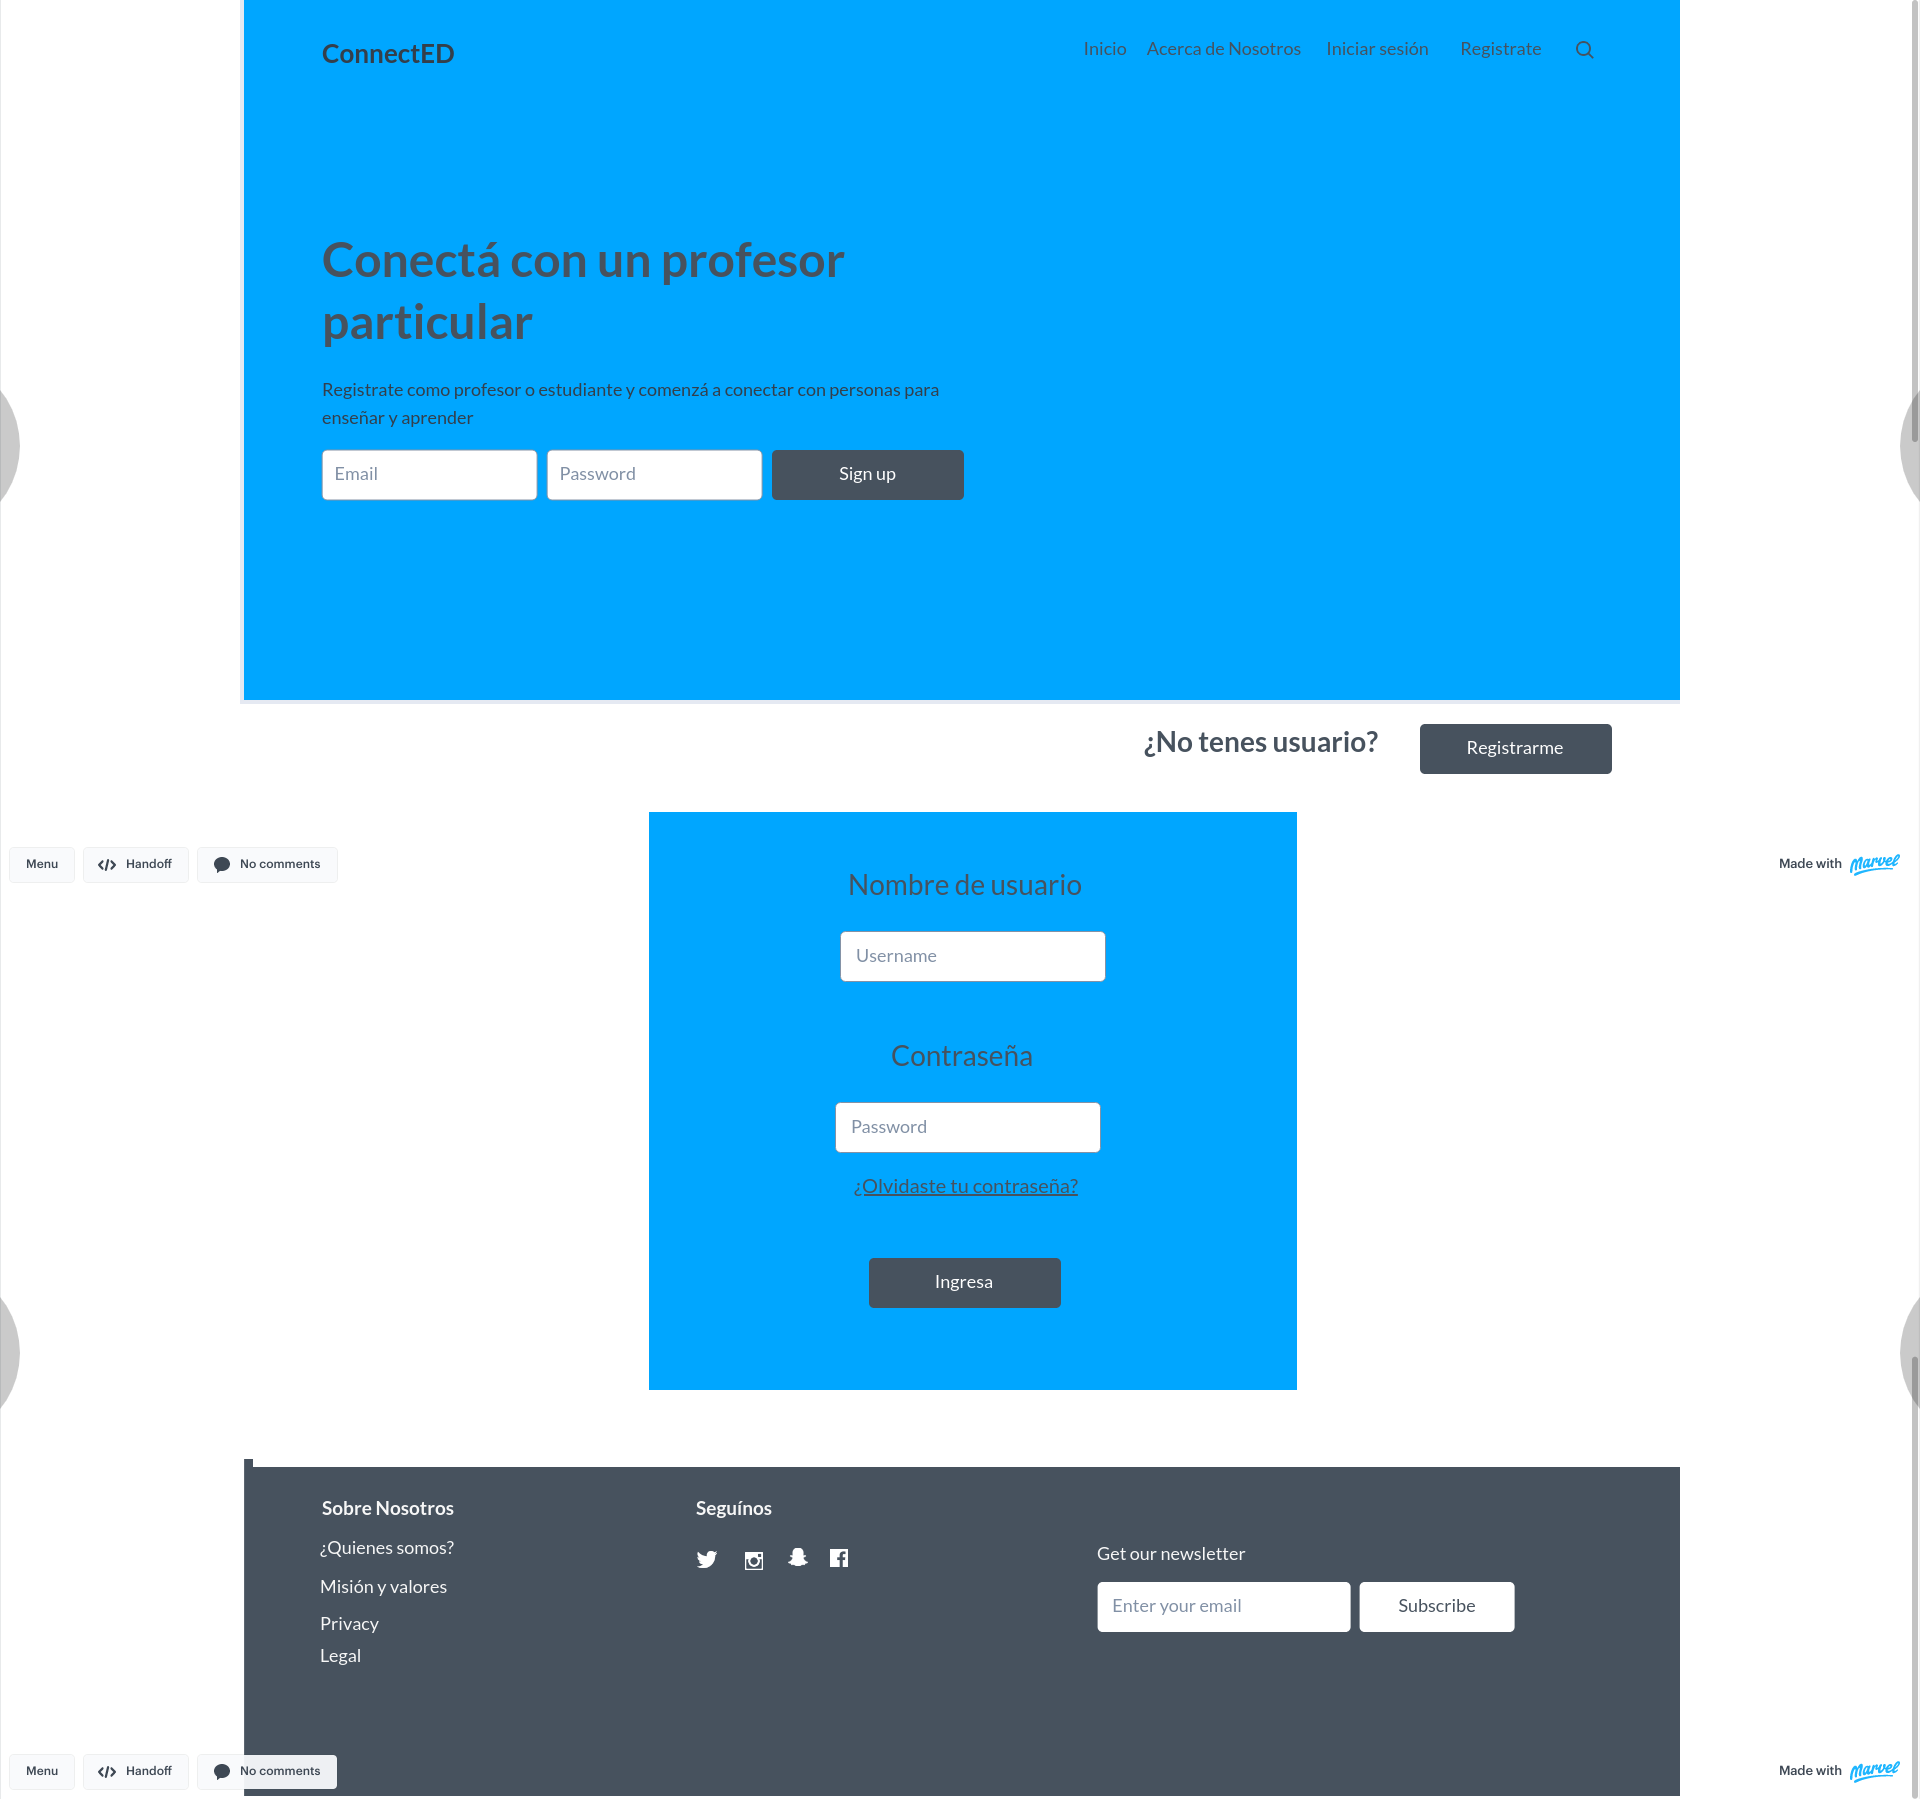 ConnectED
Inicio Acerca de Nosotros Iniciar sesión Registrate
Conectá con un profesor
particular
Registrate como profesor o estudiante y comenzá a conectar con personas para
enseñar y aprender
Email Password Sign up
¿No tenes usuario? Registrarme
Menu Handoff No comments Made with Marvel
Nombre de usuario
Username
Contraseña
Password
¿Olvidaste tu contraseña?
Ingresa
Sobre Nosotros
¿Quienes somos?
Misión y valores
Privacy
Legal
Seguínos
Get our newsletter
Enter your email Subscribe
Menu Handoff No comments Made with Marvel